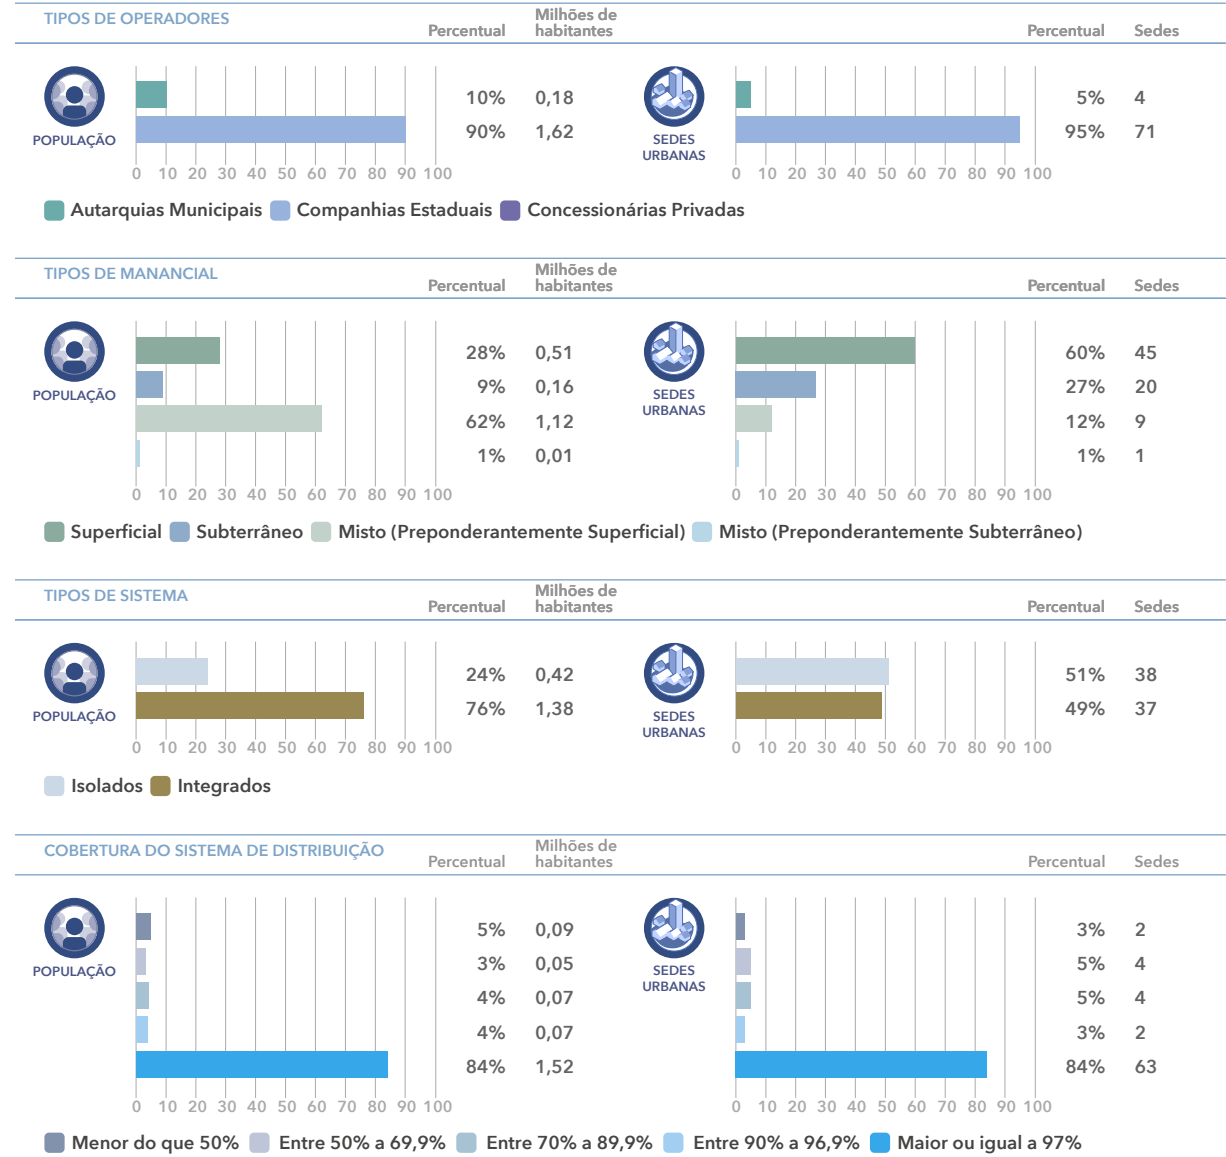 TIPOS DE OPERADORES
Percentual
Milhões de
habitantes
Percentual
Sedes
POPULAÇÃO
10% 0,18
90% 1,62
0 10 20 30 40 50 60 70 80 90 100
SEDES
URBANAS
5% 4
95% 71
0 10 20 30 40 50 60 70 80 90 100
Autarquias Municipais Companhias Estaduais Concessionárias Privadas
TIPOS DE MANANCIAL
Percentual
Milhões de
habitantes
Percentual
Sedes
POPULAÇÃO
28% 0,51
9% 0,16
62% 1,12
1% 0,01
0 10 20 30 40 50 60 70 80 90 100
SEDES
URBANAS
60% 45
27% 20
12% 9
1% 1
0 10 20 30 40 50 60 70 80 90 100
Superficial Subterrâneo Misto (Preponderantemente Superficial) Misto (Preponderantemente Subterrâneo)
TIPOS DE SISTEMA
Percentual
Milhões de
habitantes
Percentual
Sedes
POPULAÇÃO
24% 0,42
76% 1,38
0 10 20 30 40 50 60 70 80 90 100
SEDES
URBANAS
51% 38
49% 37
0 10 20 30 40 50 60 70 80 90 100
Isolados Integrados
COBERTURA DO SISTEMA DE DISTRIBUIÇÃO
Percentual
Milhões de
habitantes
Percentual
Sedes
POPULAÇÃO
5% 0,09
3% 0,05
4% 0,07
4% 0,07
84% 1,52
0 10 20 30 40 50 60 70 80 90 100
SEDES
URBANAS
3% 2
5% 4
5% 4
3% 2
84% 63
0 10 20 30 40 50 60 70 80 90 100
Menor do que 50% Entre 50% a 69,9% Entre 70% a 89,9% Entre 90% a 96,9% Maior ou igual a 97%